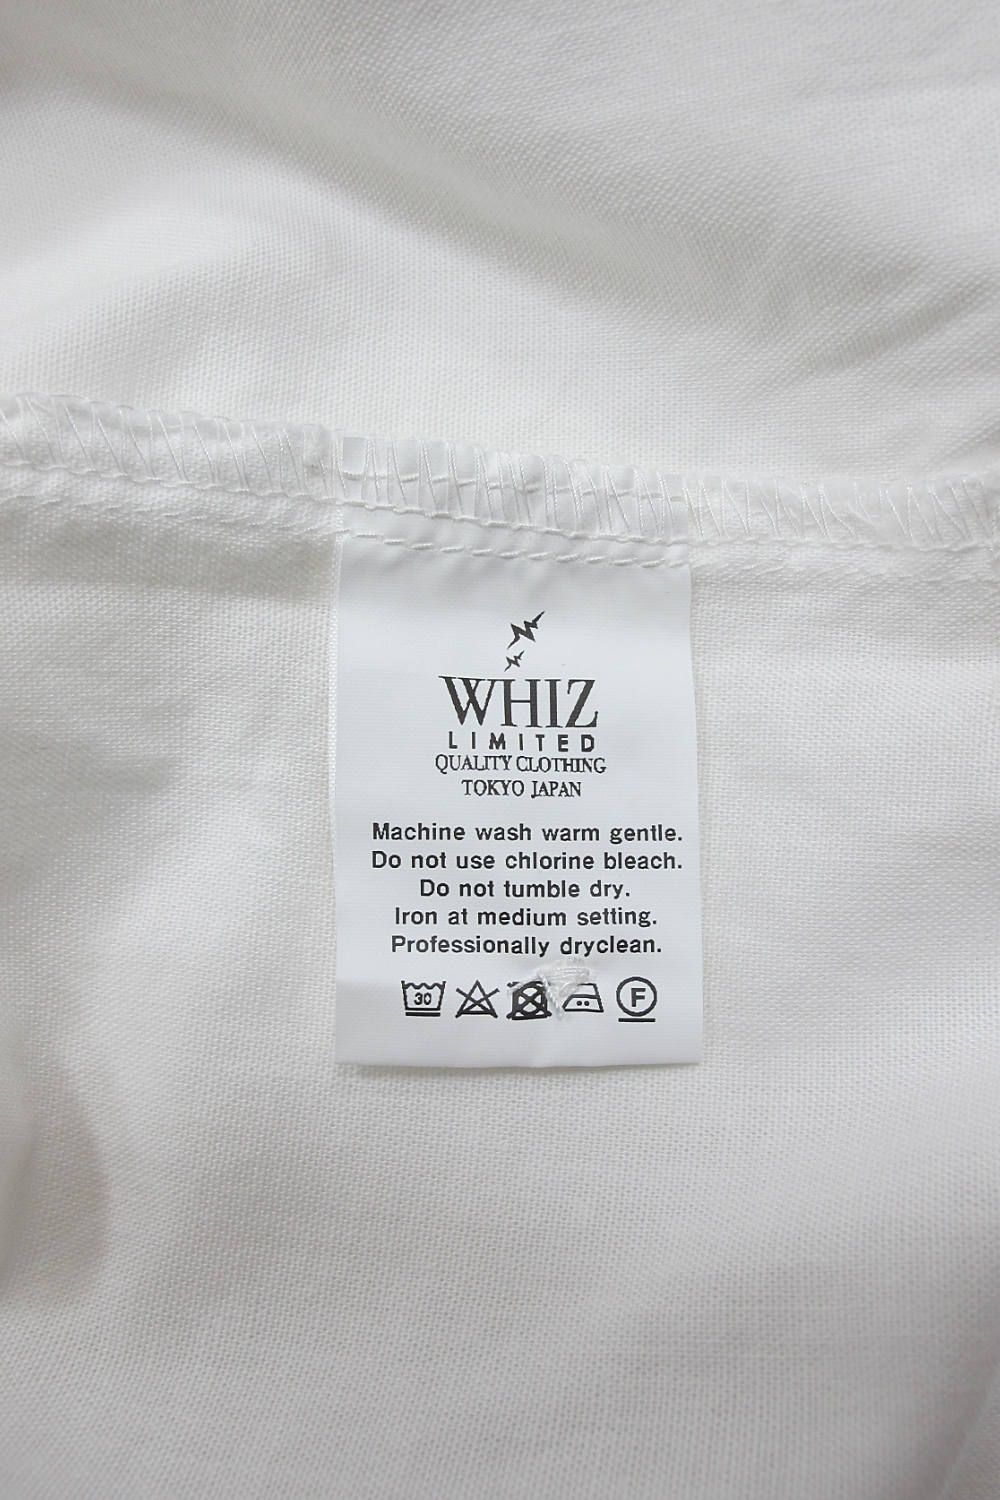 WHIZ
LIMITED
QUALITY CLOTHING
TOKYO JAPAN
Machine wash warm gentle.
Do not use chlorine bleach.
Do not tumble dry.
Iron at medium setting.
Professionally dryclean.
30 F